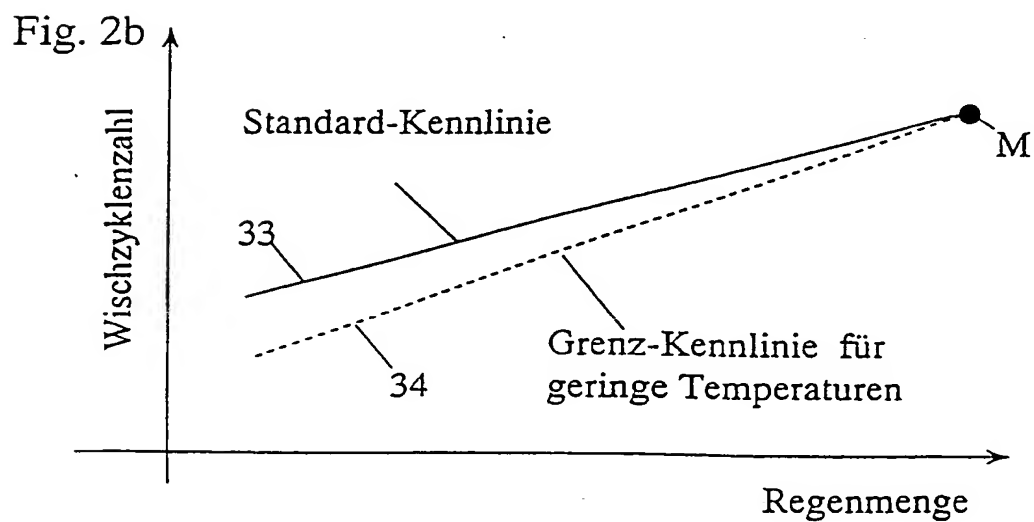 Fig. 2b
Wischzyklenzahl
Standard-Kennlinie
M
33
Grenz-Kennlinie für
geringe Temperaturen
34
Regenmenge